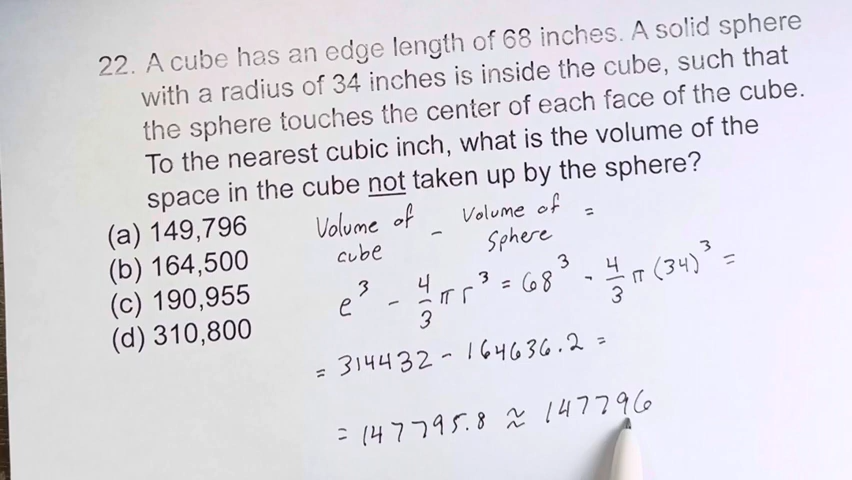 22. A cube has an edge length of 68 inches. A solid sphere
with a radius of 34 inches is inside the cube, such that
the sphere touches the center of each face of the cube.
To the nearest cubic inch, what is the volume of the
space in the cube not taken up by the sphere?
(a) 149,796
(b) 164,500
(c) 190,955
(d) 310,800
Volume of cube - Volume of Sphere =
e³ - 4/3 π r³ = 68³ - 4/3 π (34)³ =
= 314432 - 164636.2 =
= 147795.8 ≈ 147796